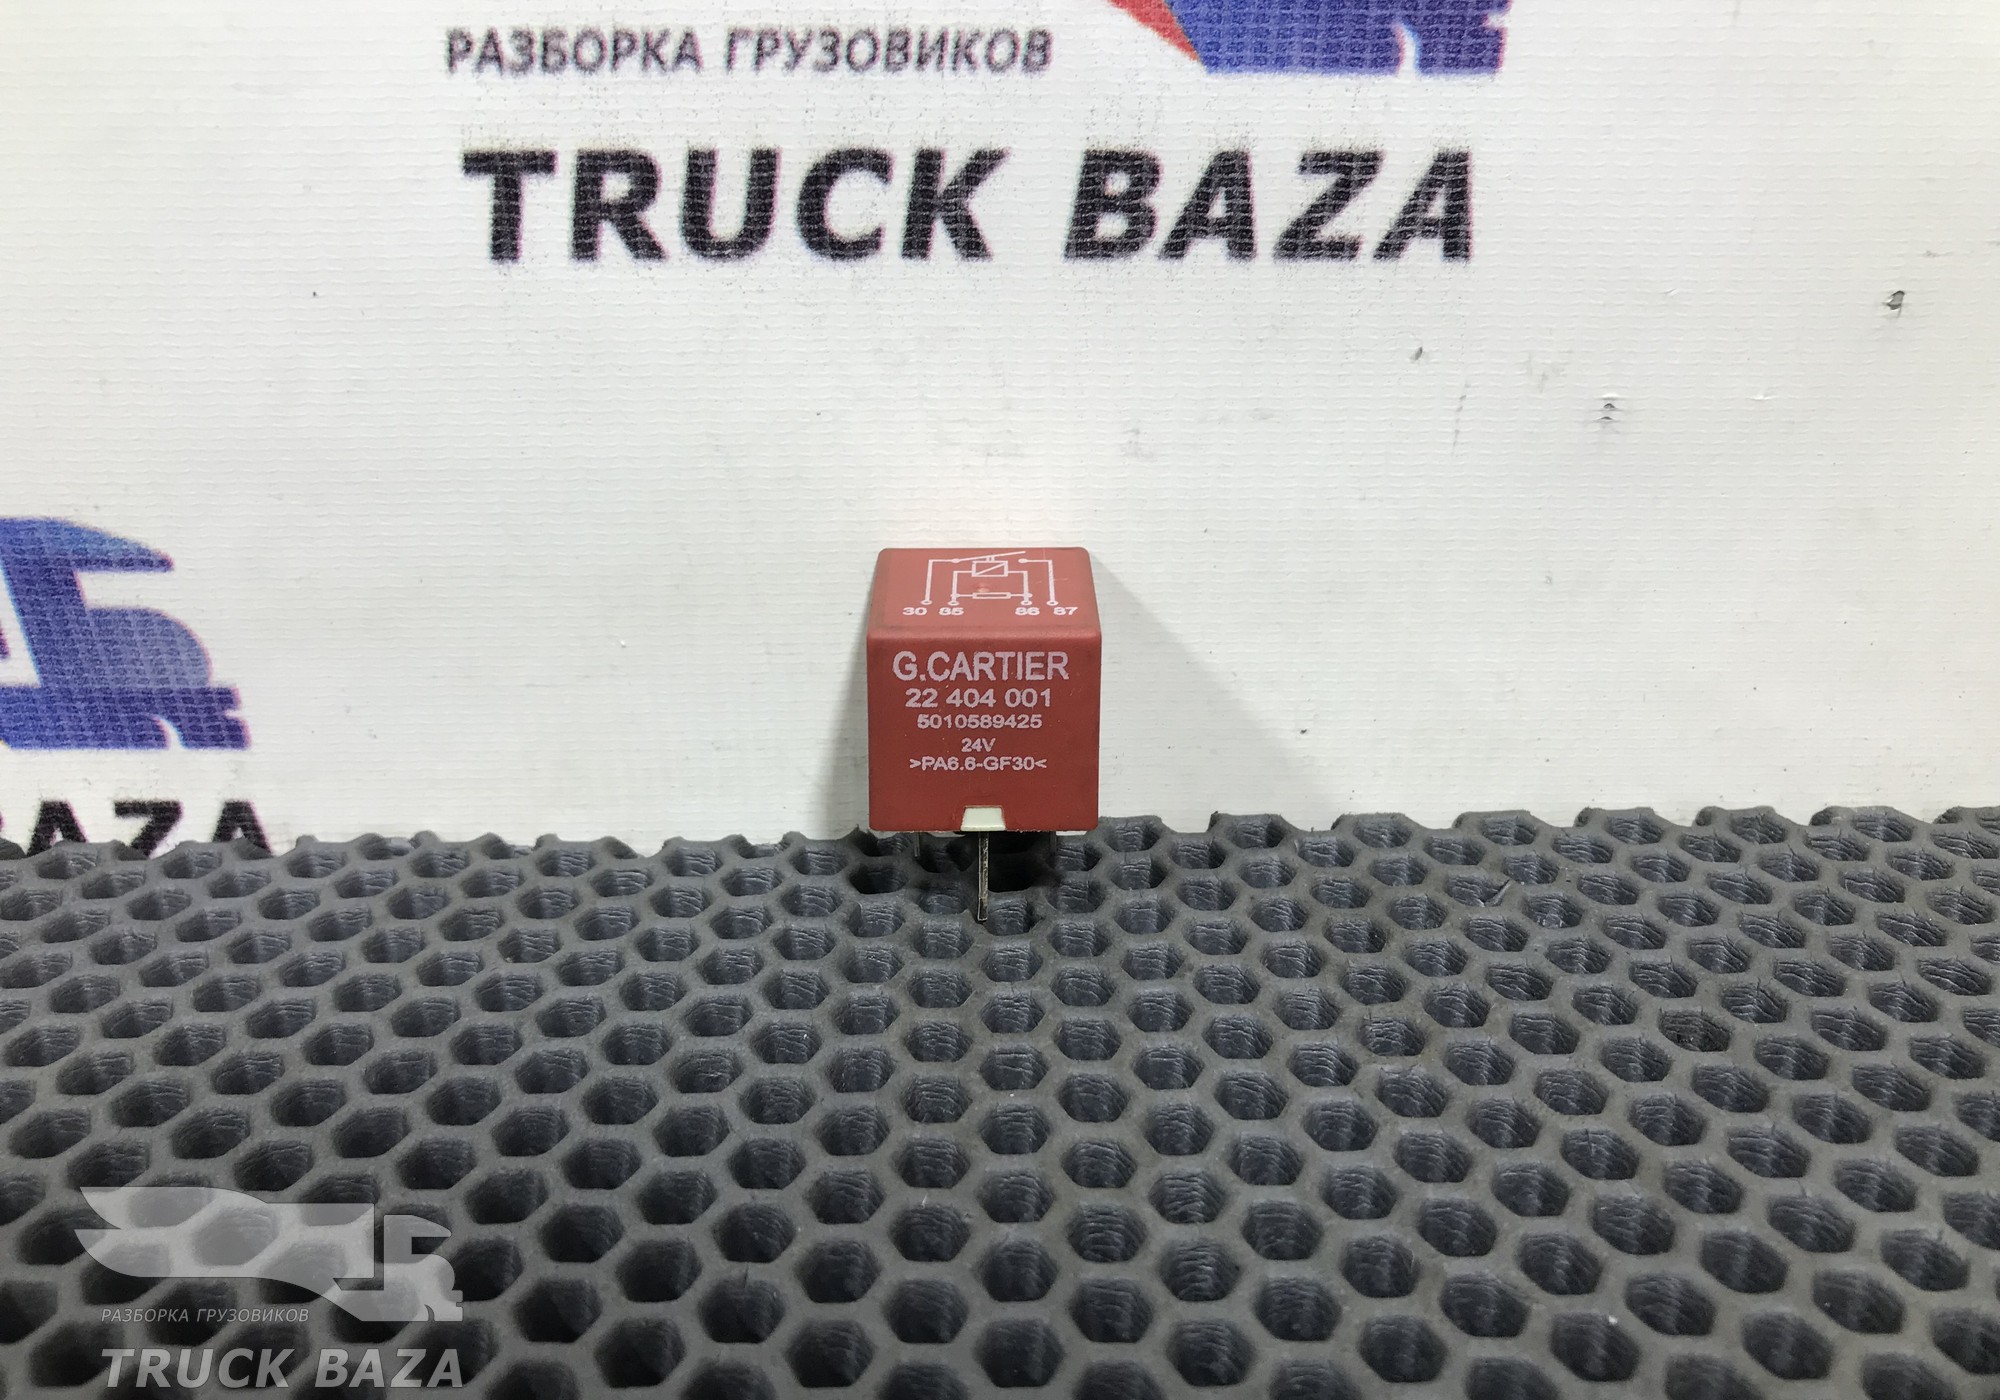 РАЗБОРКА ГРУЗОВИКОВ
TRUCK BAZA
30 85 86 87
G.CARTIER
22 404 001
5010589425
24V
>PA6.6-GF30<
BAZA
РАЗБОРКА ГРУЗОВИКОВ
TRUCK BAZA